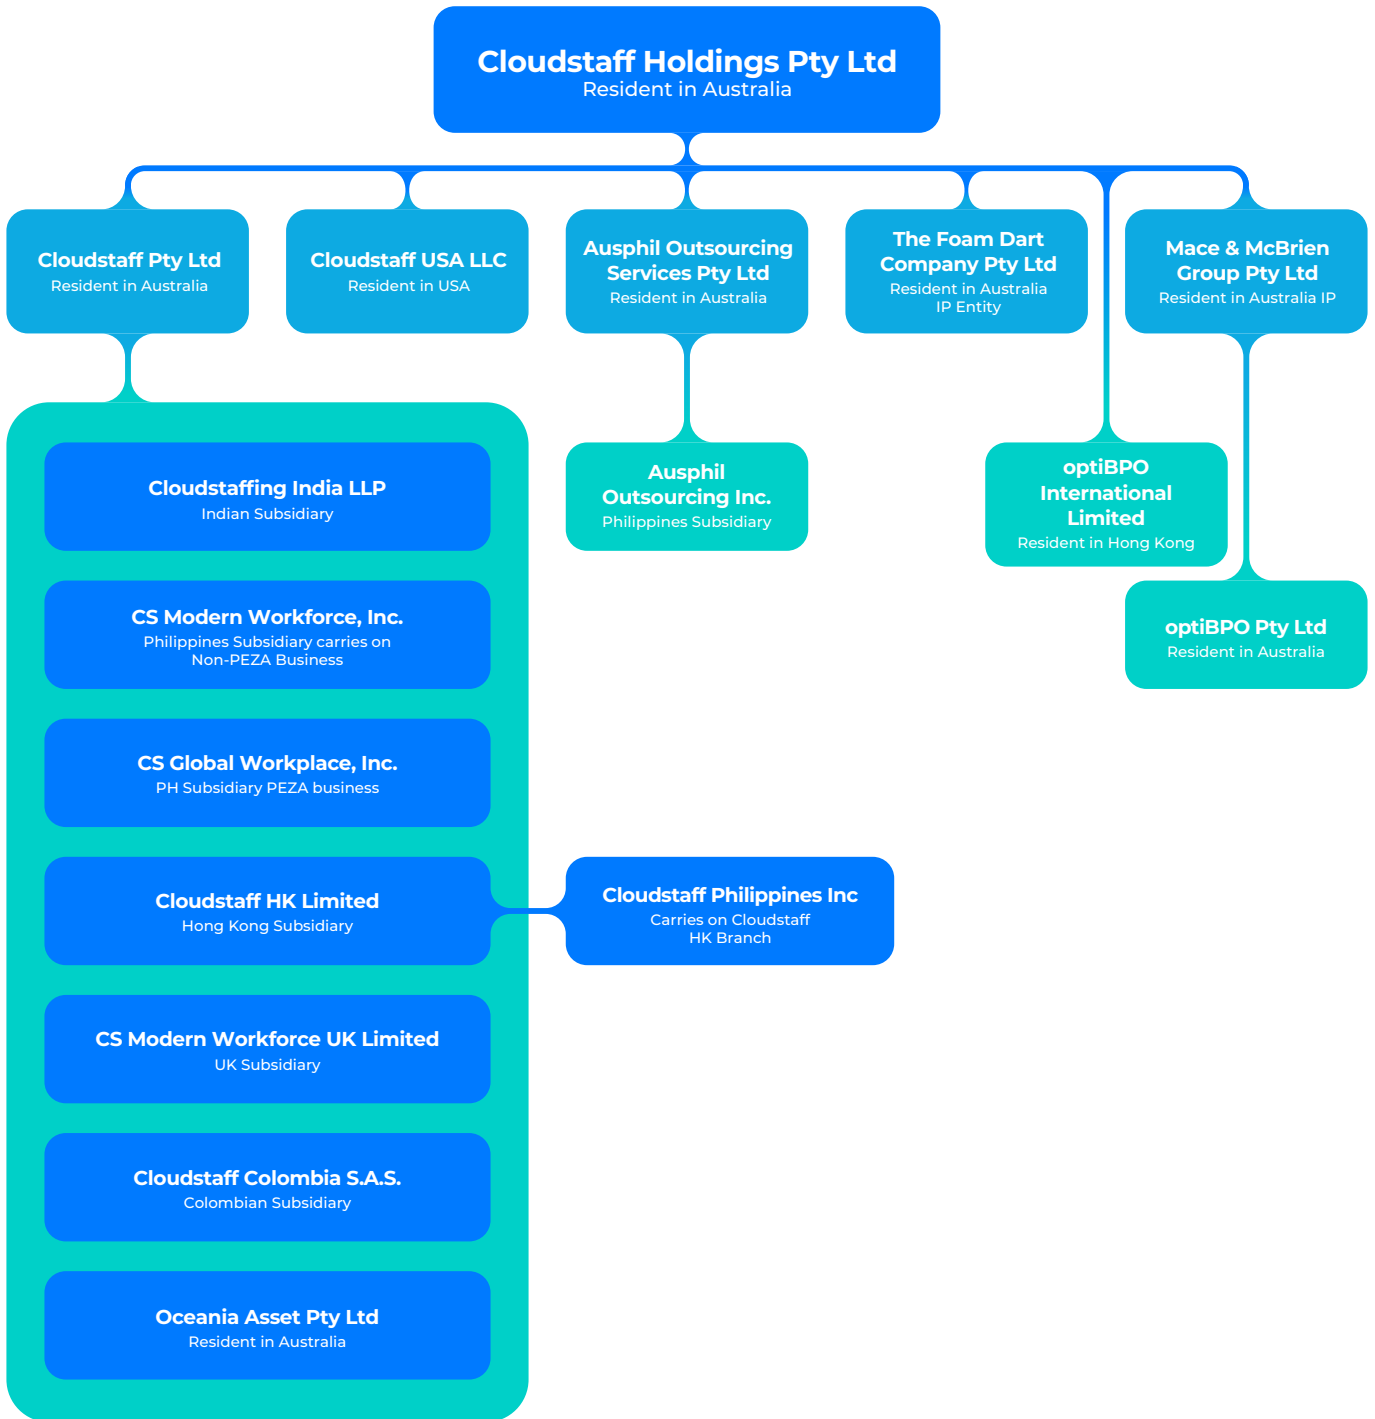 Cloudstaff Holdings Pty Ltd
Resident in Australia
Cloudstaff Pty Ltd
Resident in Australia
Cloudstaff USA LLC
Resident in USA
Ausphil Outsourcing
Services Pty Ltd
Resident in Australia
The Foam Dart
Company Pty Ltd
Resident in Australia
IP Entity
Mace & McBrien
Group Pty Ltd
Resident in Australia IP
Cloudstaffing India LLP
Indian Subsidiary
Ausphil
Outsourcing Inc.
Philippines Subsidiary
optiBPO
International
Limited
Resident in Hong Kong
CS Modern Workforce, Inc.
Philippines Subsidiary carries on
Non-PEZA Business
optiBPO Pty Ltd
Resident in Australia
CS Global Workplace, Inc.
PH Subsidiary PEZA business
Cloudstaff HK Limited
Hong Kong Subsidiary
Cloudstaff Philippines Inc
Carries on Cloudstaff
HK Branch
CS Modern Workforce UK Limited
UK Subsidiary
Cloudstaff Colombia S.A.S.
Colombian Subsidiary
Oceania Asset Pty Ltd
Resident in Australia